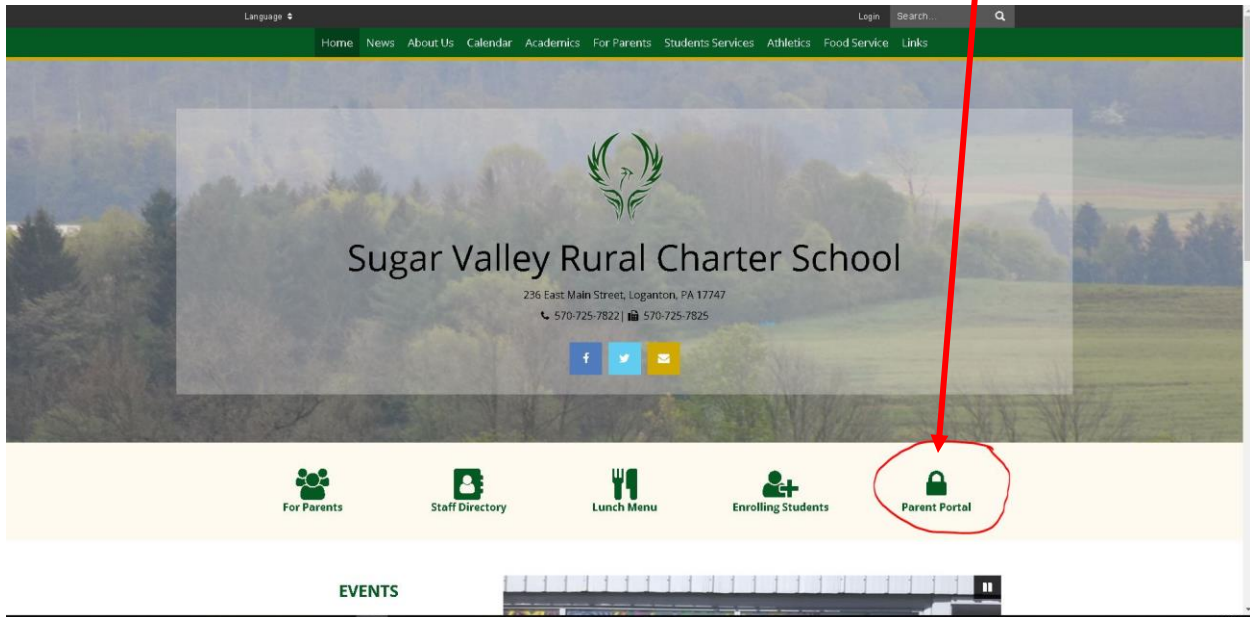 Language
Login Search...
Home News About Us Calendar Academics For Parents Students Services Athletics Food Service Links
Sugar Valley Rural Charter School
236 East Main Street, Loganton, PA 17747
570-725-7822| 570-725-7825
For Parents Staff Directory Lunch Menu Enrolling Students Parent Portal
EVENTS